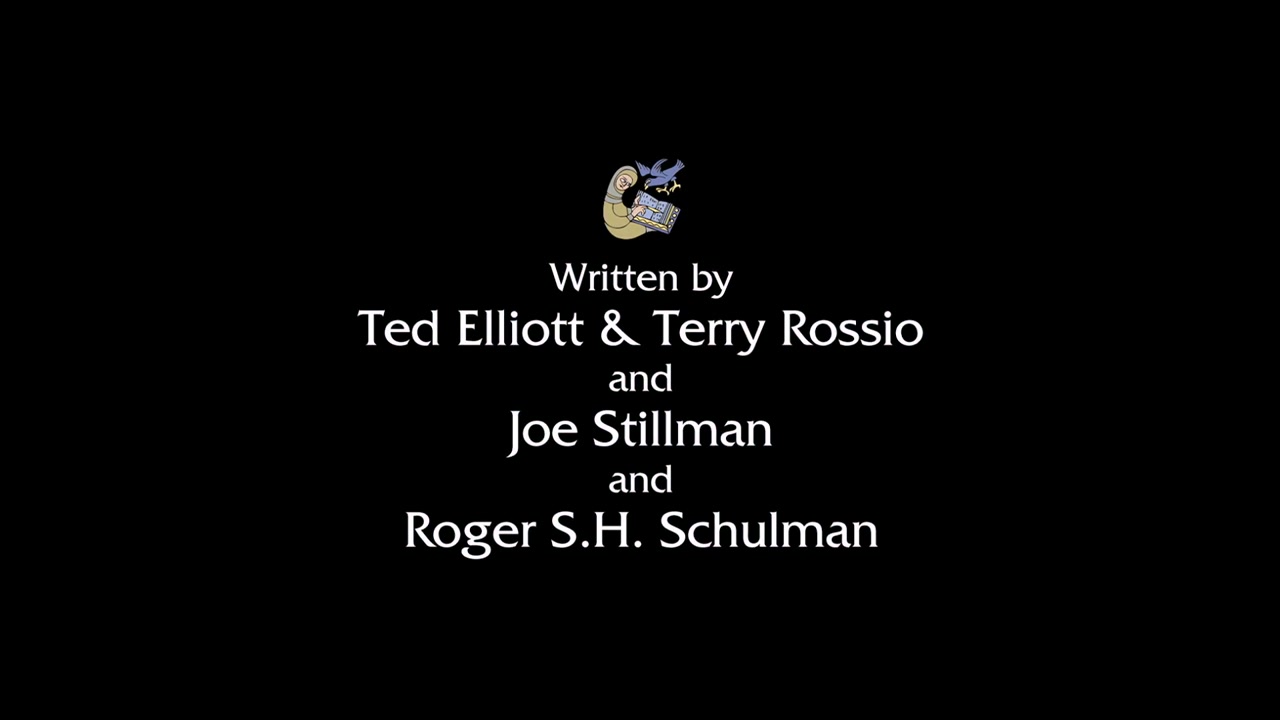 Written by
Ted Elliott & Terry Rossio
and
Joe Stillman
and
Roger S.H. Schulman